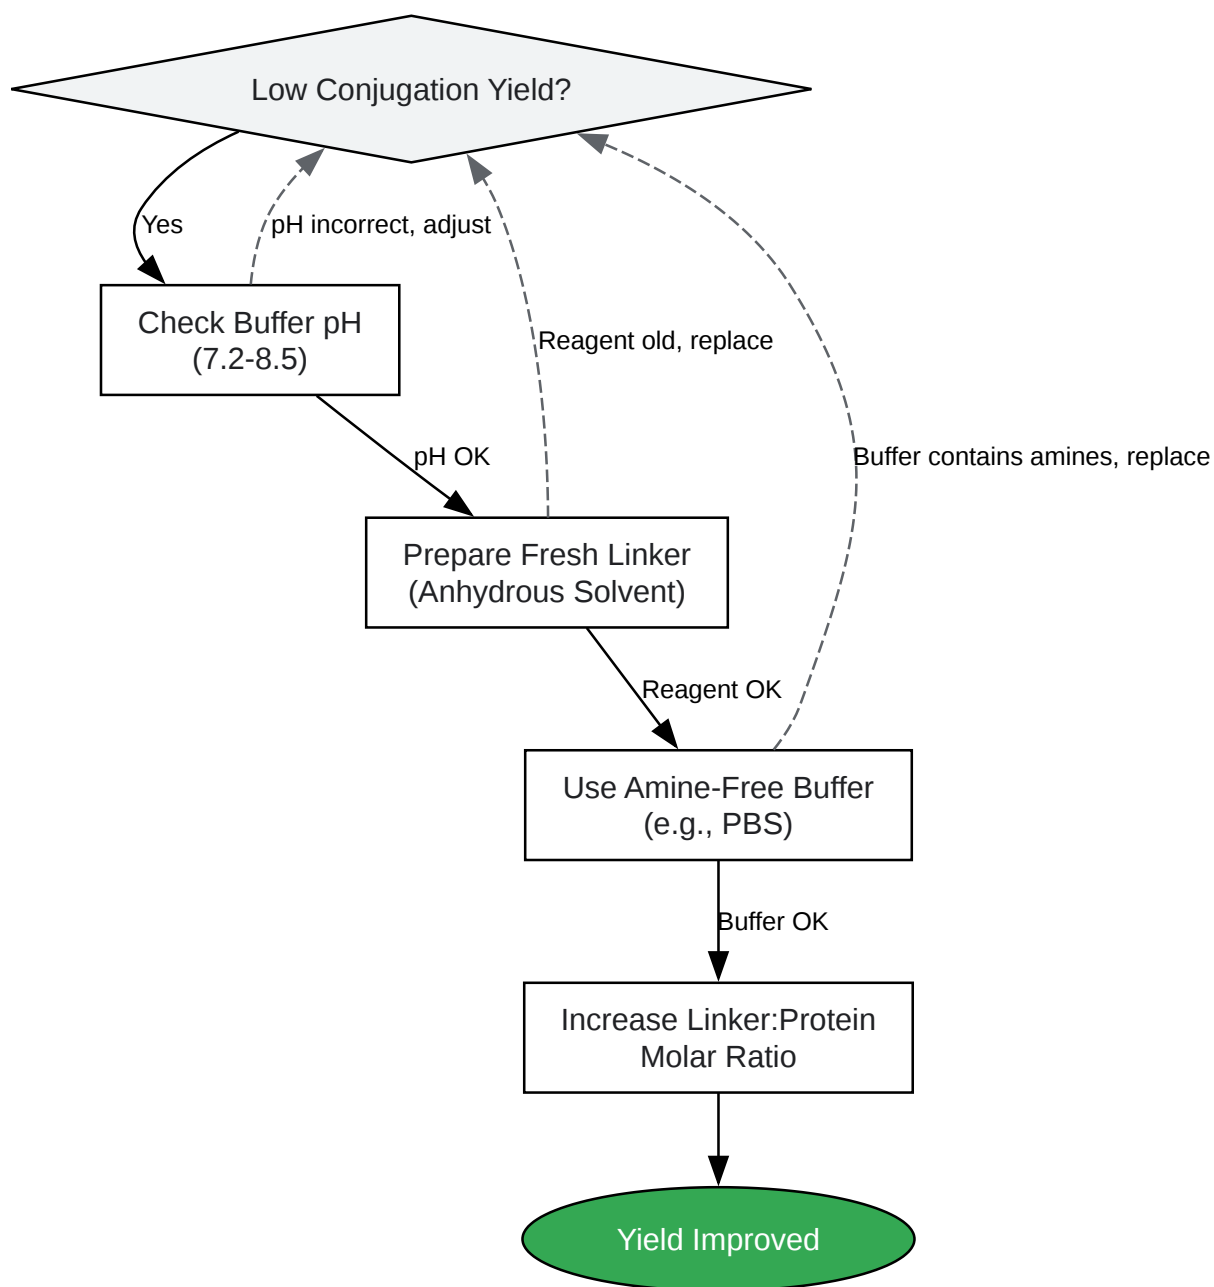 Low Conjugation Yield?
Yes
pH incorrect, adjust
Check Buffer pH
(7.2-8.5)
Reagent old, replace
pH OK
Buffer contains amines, replace
Prepare Fresh Linker
(Anhydrous Solvent)
Reagent OK
Use Amine-Free Buffer
(e.g., PBS)
Buffer OK
Increase Linker:Protein
Molar Ratio
Yield Improved